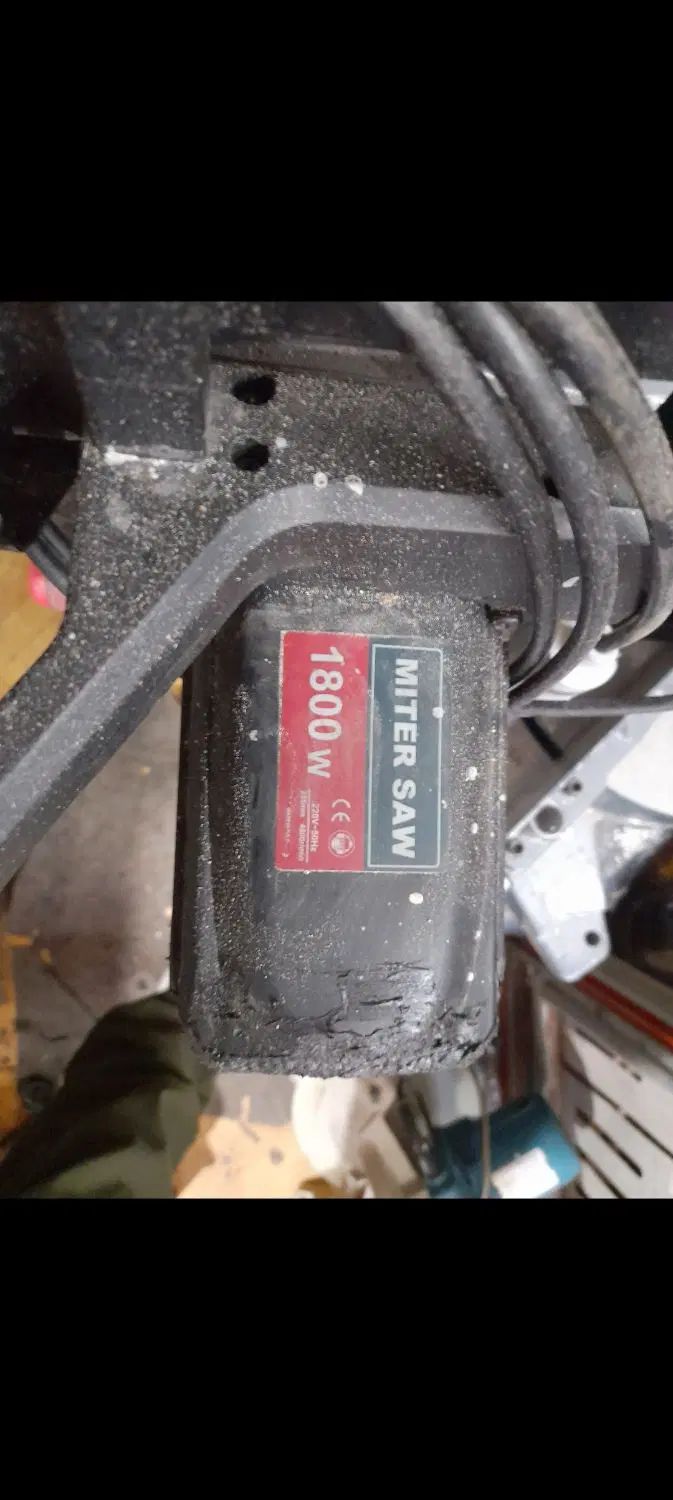 MITER SAW
1800 W
CE
220V~50Hz